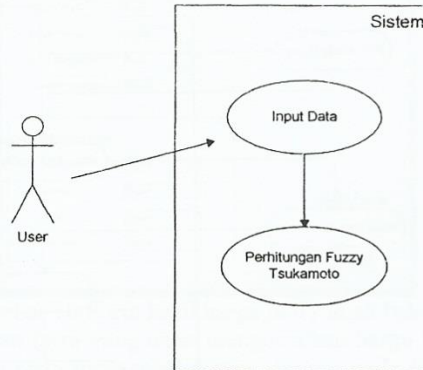 Sistem
Input Data
User
Perhitungan Fuzzy
Tsukamoto